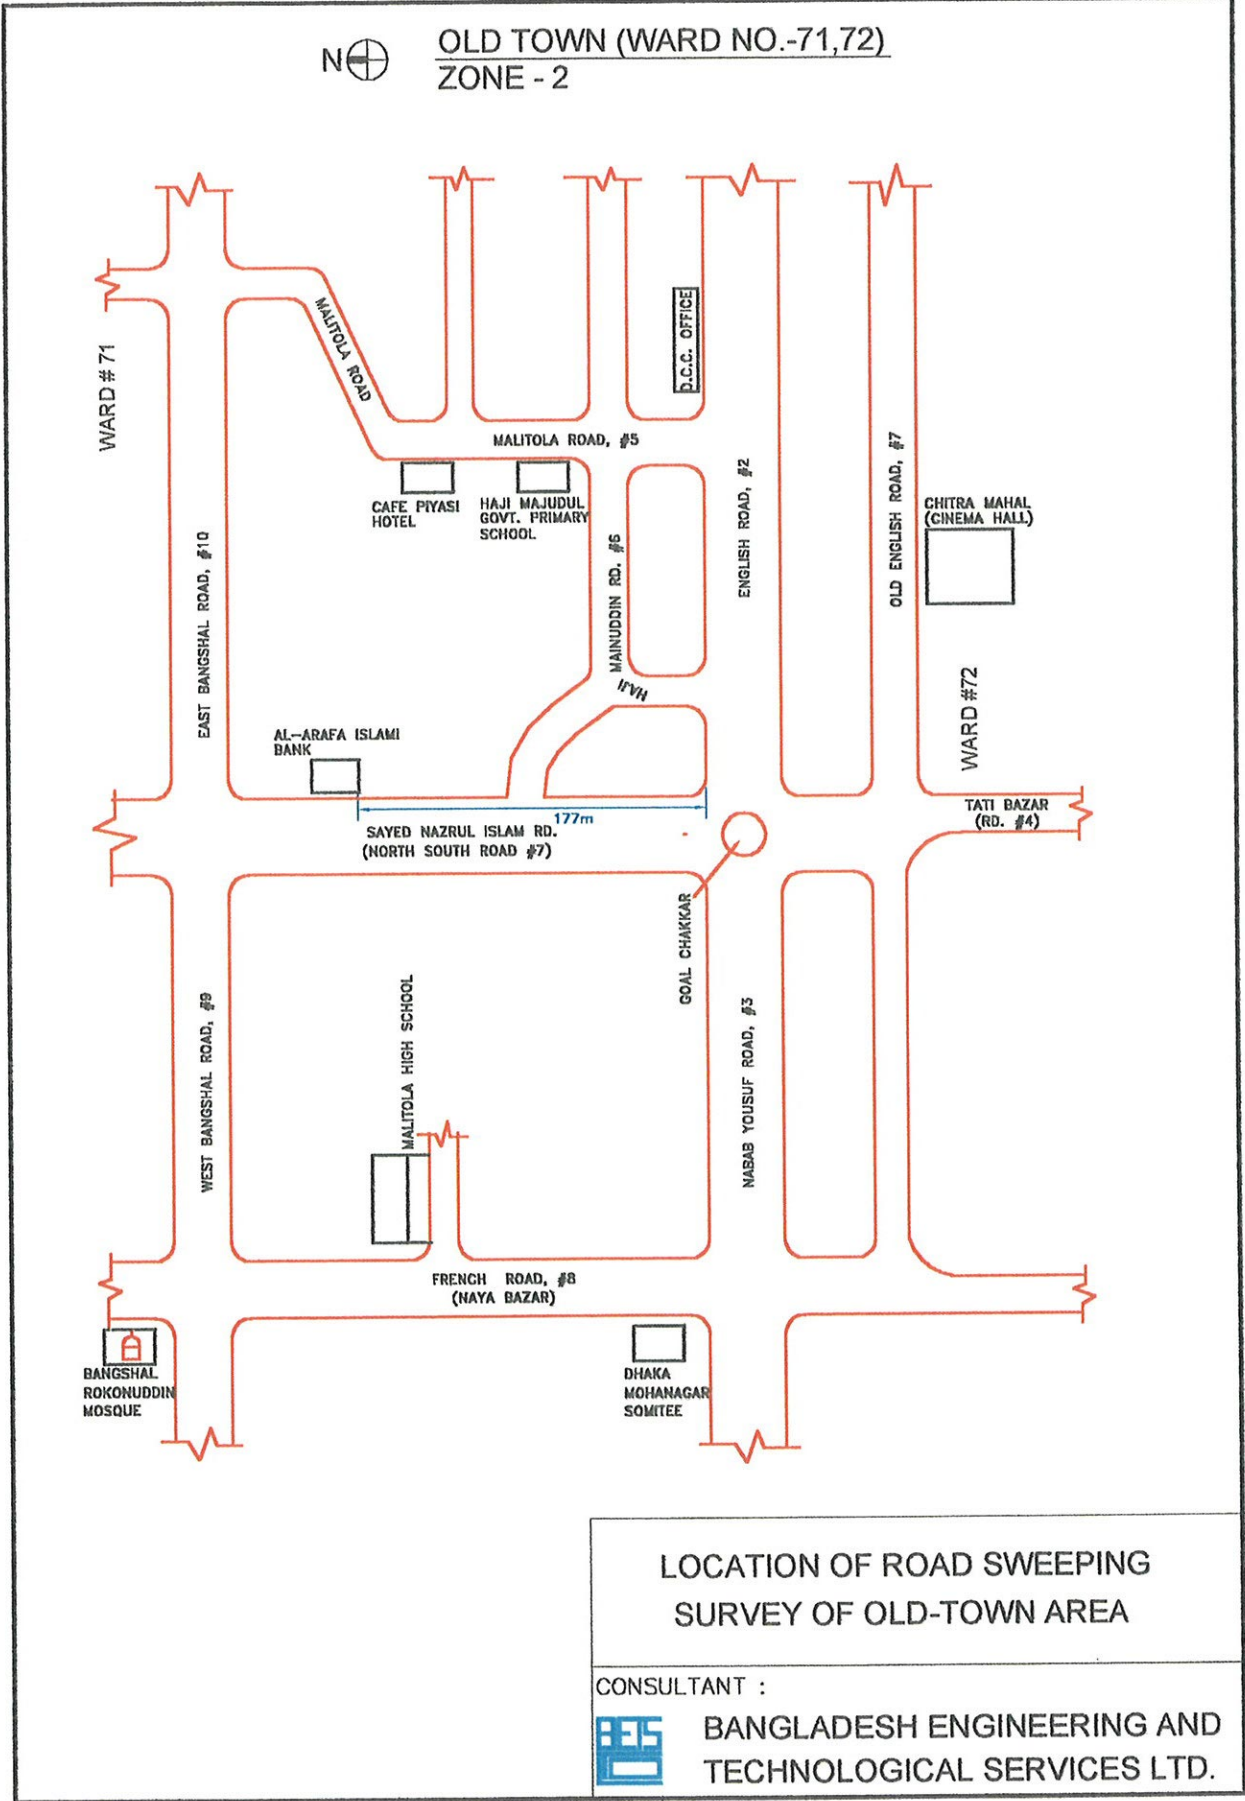 N
OLD TOWN (WARD NO.-71,72)
ZONE - 2
WARD # 71
MALITOLA ROAD
D.C.C. OFFICE
MALITOLA ROAD, #5
CAFE PIYASI
HOTEL
HAJI MAJUDUL
GOVT. PRIMARY
SCHOOL
EAST BANGSHAL ROAD, #10
MAINUDDIN RD. #6
HAJI
ENGLISH ROAD, #2
OLD ENGLISH ROAD, #7
CHITRA MAHAL
(CINEMA HALL)
WARD #72
AL-ARAFA ISLAMI
BANK
177m
SAYED NAZRUL ISLAM RD.
(NORTH SOUTH ROAD #7)
TATI BAZAR
(RD. #4)
GOAL CHAKKAR
WEST BANGSHAL ROAD, #9
MALITOLA HIGH SCHOOL
NABAB YOUSUF ROAD, #3
FRENCH ROAD, #8
(NAYA BAZAR)
BANGSHAL
ROKONUDDIN
MOSQUE
DHAKA
MOHANAGAR
SOMITEE
LOCATION OF ROAD SWEEPING
SURVEY OF OLD-TOWN AREA
CONSULTANT :
BETS
BANGLADESH ENGINEERING AND
TECHNOLOGICAL SERVICES LTD.